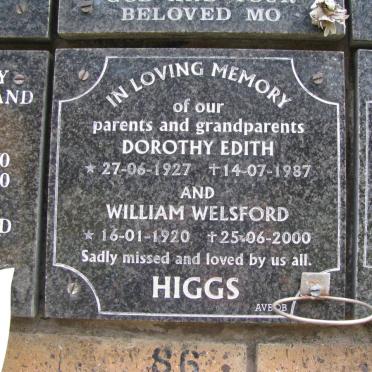 BELOVED MO
IN LOVING MEMORY
of our
parents and grandparents
DOROTHY EDITH
★ 27-06-1927 ✝14-07-1987
AND
WILLIAM WELSFORD
★ 16-01-1920 ✝25-06-2000
Sadly missed and loved by us all.
HIGGS
86